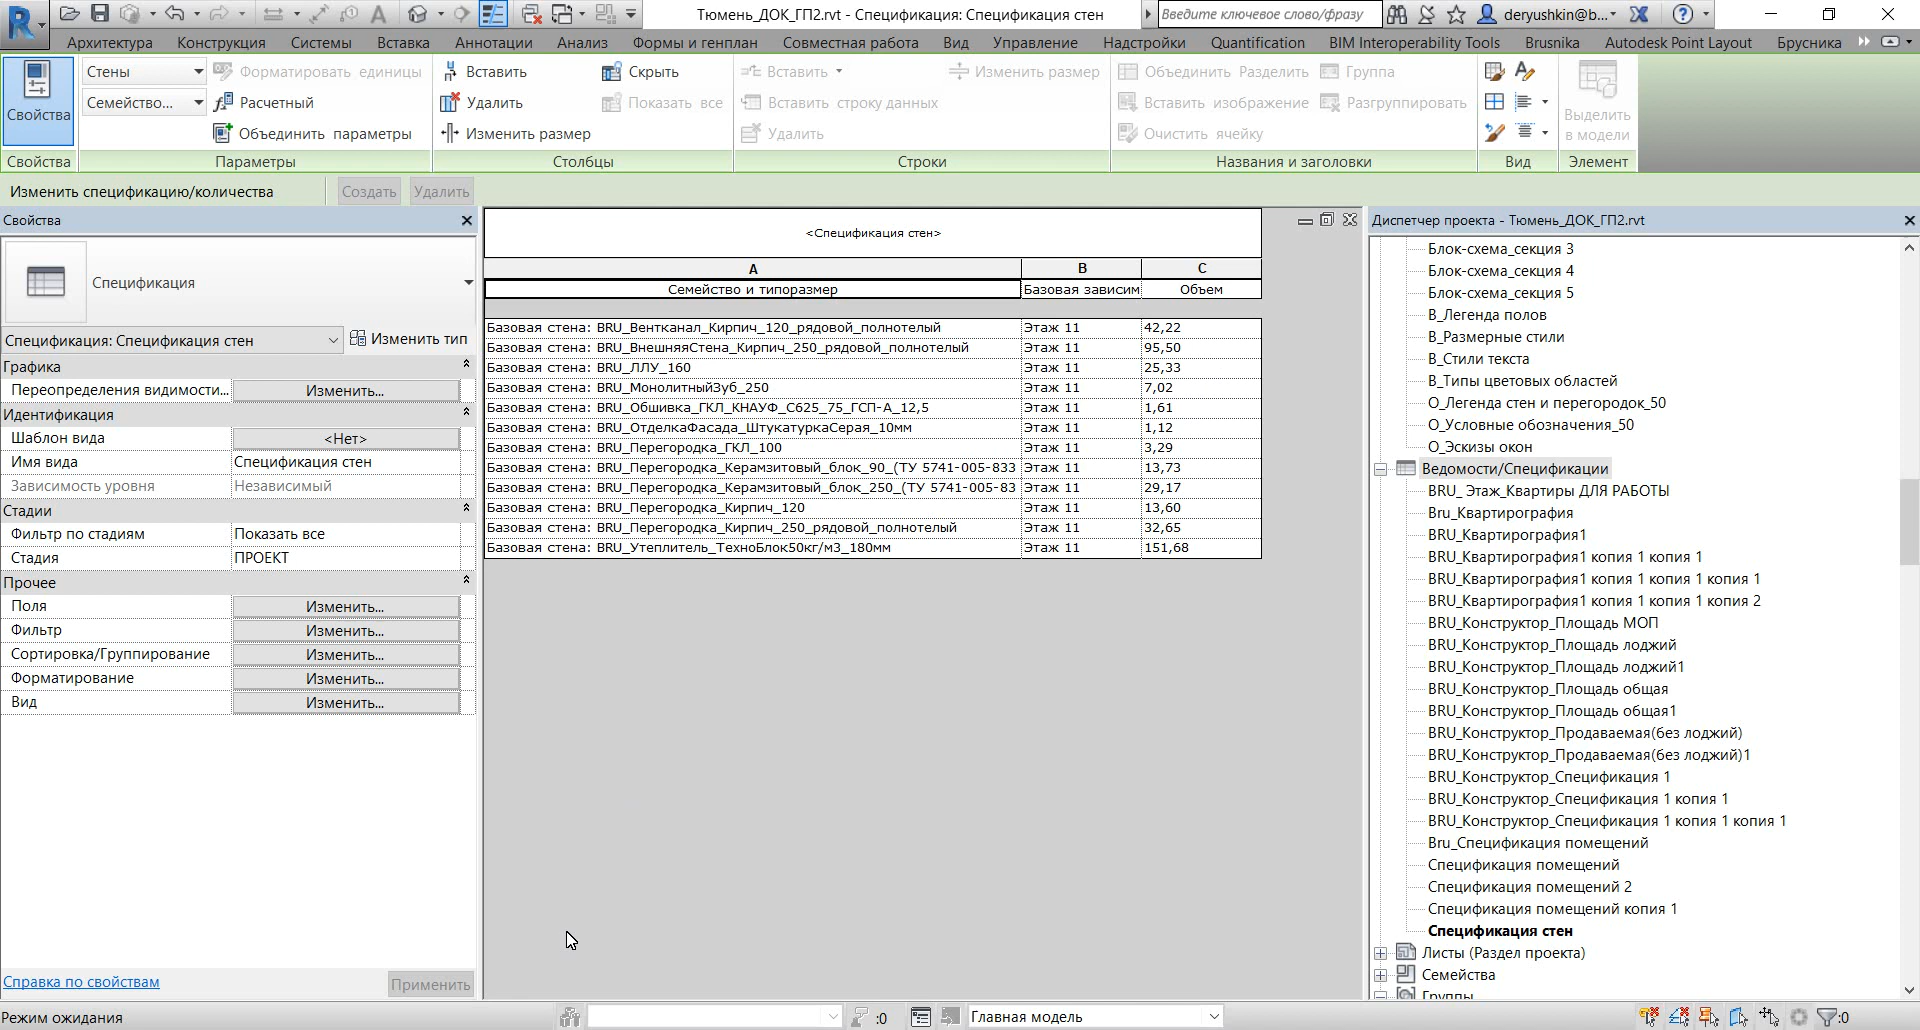 Тюмень_ДОК_ГП2.rvt - Спецификация: Спецификация стен
Введите ключевое слово/фразу
deryushkin@b...
Архитектура Конструкция Системы Вставка Аннотации Анализ Формы и генплан Совместная работа Вид Управление Надстройки Quantification BIM Interoperability Tools Brusnika Autodesk Point Layout Брусника
Свойства
Стены
Семейство...
Форматировать единицы
Расчетный
Объединить параметры
Вставить
Удалить
Изменить размер
Скрыть
Показать все
Вставить
Вставить строку данных
Удалить
Изменить размер
Объединить Разделить
Вставить изображение
Очистить ячейку
Группа
Разгруппировать
Выделить
в модели
Свойства Параметры Столбцы Строки Названия и заголовки Вид Элемент
Изменить спецификацию/количества Создать Удалить
Свойства
Спецификация
Спецификация: Спецификация стен Изменить тип
Графика
Переопределения видимости... Изменить...
Идентификация
Шаблон вида <Нет>
Имя вида Спецификация стен
Зависимость уровня Независимый
Стадии
Фильтр по стадиям Показать все
Стадия ПРОЕКТ
Прочее
Поля Изменить...
Фильтр Изменить...
Сортировка/Группирование Изменить...
Форматирование Изменить...
Вид Изменить...
Справка по свойствам Применить
<Спецификация стен>
A B C
Семейство и типоразмер Базовая зависим Объем
Базовая стена: BRU_Вентканал_Кирпич_120_рядовой_полнотелый Этаж 11 42,22
Базовая стена: BRU_ВнешняяСтена_Кирпич_250_рядовой_полнотелый Этаж 11 95,50
Базовая стена: BRU_ЛЛУ_160 Этаж 11 25,33
Базовая стена: BRU_МонолитныйЗуб_250 Этаж 11 7,02
Базовая стена: BRU_Обшивка_ГКЛ_КНАУФ_С625_75_ГСП-А_12,5 Этаж 11 1,61
Базовая стена: BRU_ОтделкаФасада_ШтукатуркаСерая_10мм Этаж 11 1,12
Базовая стена: BRU_Перегородка_ГКЛ_100 Этаж 11 3,29
Базовая стена: BRU_Перегородка_Керамзитовый_блок_90_(ТУ 5741-005-833 Этаж 11 13,73
Базовая стена: BRU_Перегородка_Керамзитовый_блок_250_(ТУ 5741-005-83 Этаж 11 29,17
Базовая стена: BRU_Перегородка_Кирпич_120 Этаж 11 13,60
Базовая стена: BRU_Перегородка_Кирпич_250_рядовой_полнотелый Этаж 11 32,65
Базовая стена: BRU_Утеплитель_ТехноБлок50кг/м3_180мм Этаж 11 151,68
Диспетчер проекта - Тюмень_ДОК_ГП2.rvt
Блок-схема_секция 3
Блок-схема_секция 4
Блок-схема_секция 5
В_Легенда полов
В_Размерные стили
В_Стили текста
В_Типы цветовых областей
О_Легенда стен и перегородок_50
О_Условные обозначения_50
О_Эскизы окон
Ведомости/Спецификации
BRU_ Этаж_Квартиры ДЛЯ РАБОТЫ
Bru_Квартирография
BRU_Квартирография1
BRU_Квартирография1 копия 1 копия 1
BRU_Квартирография1 копия 1 копия 1 копия 1
BRU_Квартирография1 копия 1 копия 1 копия 2
BRU_Конструктор_Площадь МОП
BRU_Конструктор_Площадь лоджий
BRU_Конструктор_Площадь лоджий1
BRU_Конструктор_Площадь общая
BRU_Конструктор_Площадь общая1
BRU_Конструктор_Продаваемая(без лоджий)
BRU_Конструктор_Продаваемая(без лоджий)1
BRU_Конструктор_Спецификация 1
BRU_Конструктор_Спецификация 1 копия 1
BRU_Конструктор_Спецификация 1 копия 1 копия 1
Bru_Спецификация помещений
Спецификация помещений
Спецификация помещений 2
Спецификация помещений копия 1
Спецификация стен
Листы (Раздел проекта)
Семейства
Группы
Режим ожидания :0 Главная модель :0